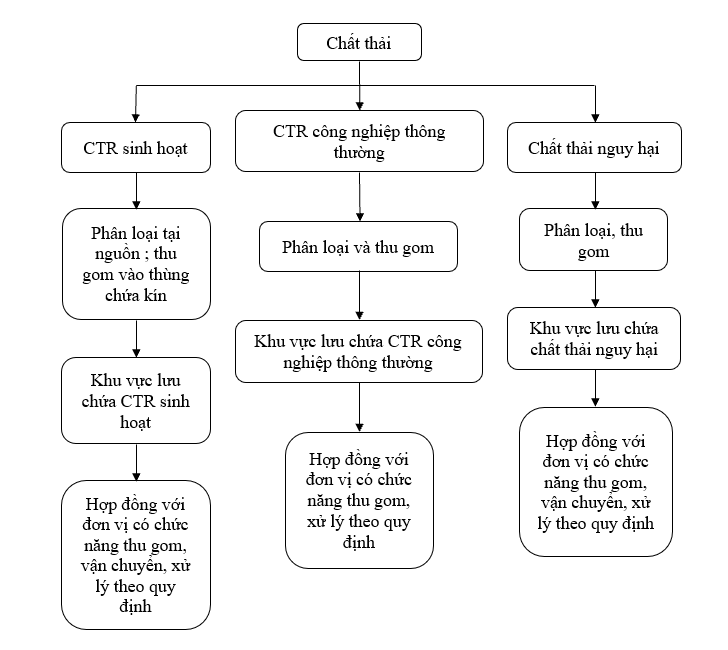 Chất thải
CTR sinh hoạt
Phân loại tại
nguồn ; thu
gom vào thùng
chứa kín
Khu vực lưu
chứa CTR sinh
hoạt
Hợp đồng với
đơn vị có chức
năng thu gom,
vận chuyển, xử
lý theo quy
định
CTR công nghiệp thông
thường
Phân loại và thu gom
Khu vực lưu chứa CTR công
nghiệp thông thường
Hợp đồng với
đơn vị có chức
năng thu gom,
xử lý theo quy
định
Chất thải nguy hại
Phân loại, thu
gom
Khu vực lưu chứa
chất thải nguy hại
Hợp đồng với
đơn vị có chức
năng thu gom,
vận chuyển, xử
lý theo quy định